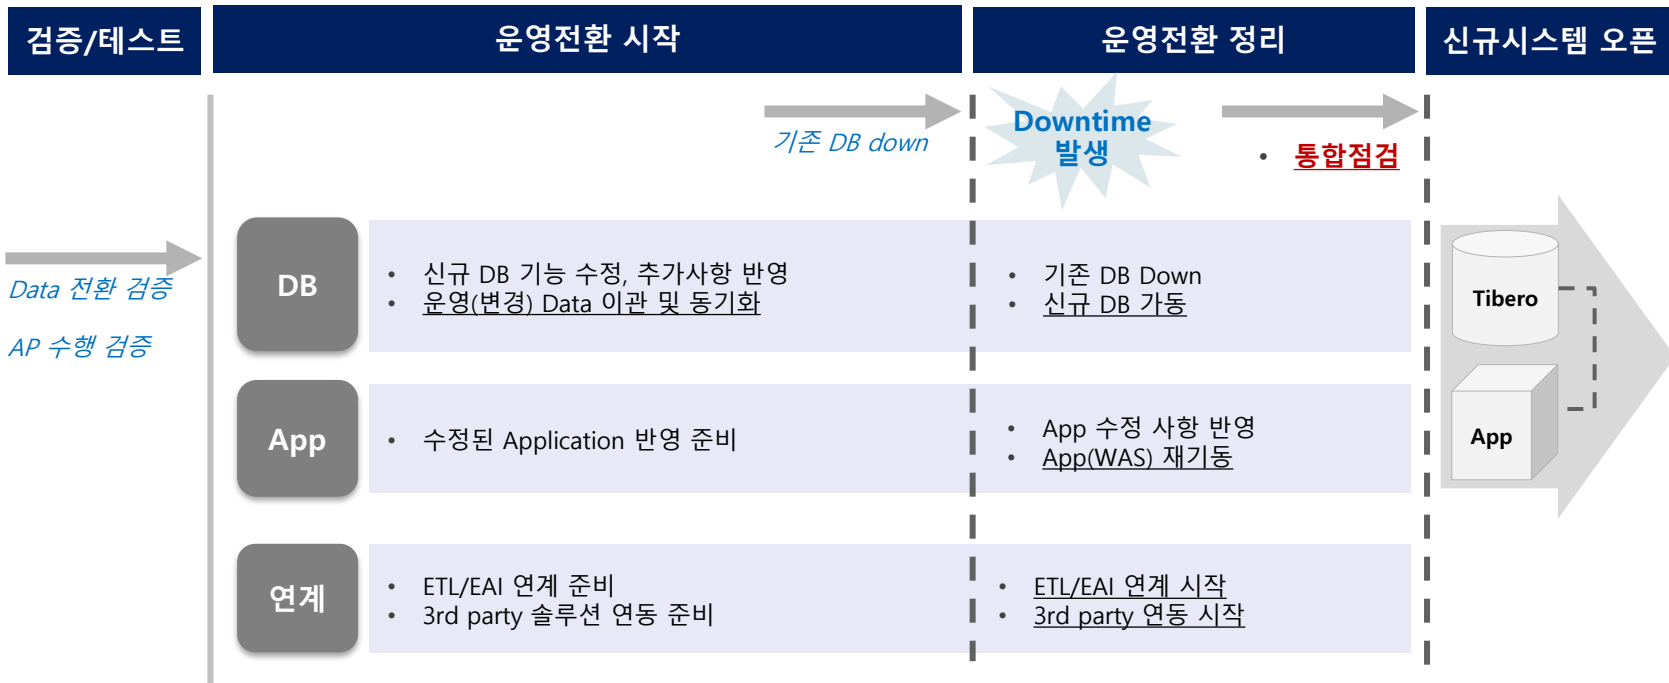 검증/테스트
운영전환 시작
운영전환 정리
신규시스템 오픈
기존 DB down
Downtime
발생
• 통합점검
Data 전환 검증
AP 수행 검증
DB
• 신규 DB 기능 수정, 추가사항 반영
• 운영(변경) Data 이관 및 동기화
• 기존 DB Down
• 신규 DB 가동
Tibero
App
• 수정된 Application 반영 준비
• App 수정 사항 반영
• App(WAS) 재기동
App
연계
• ETL/EAI 연계 준비
• 3rd party 솔루션 연동 준비
• ETL/EAI 연계 시작
• 3rd party 연동 시작